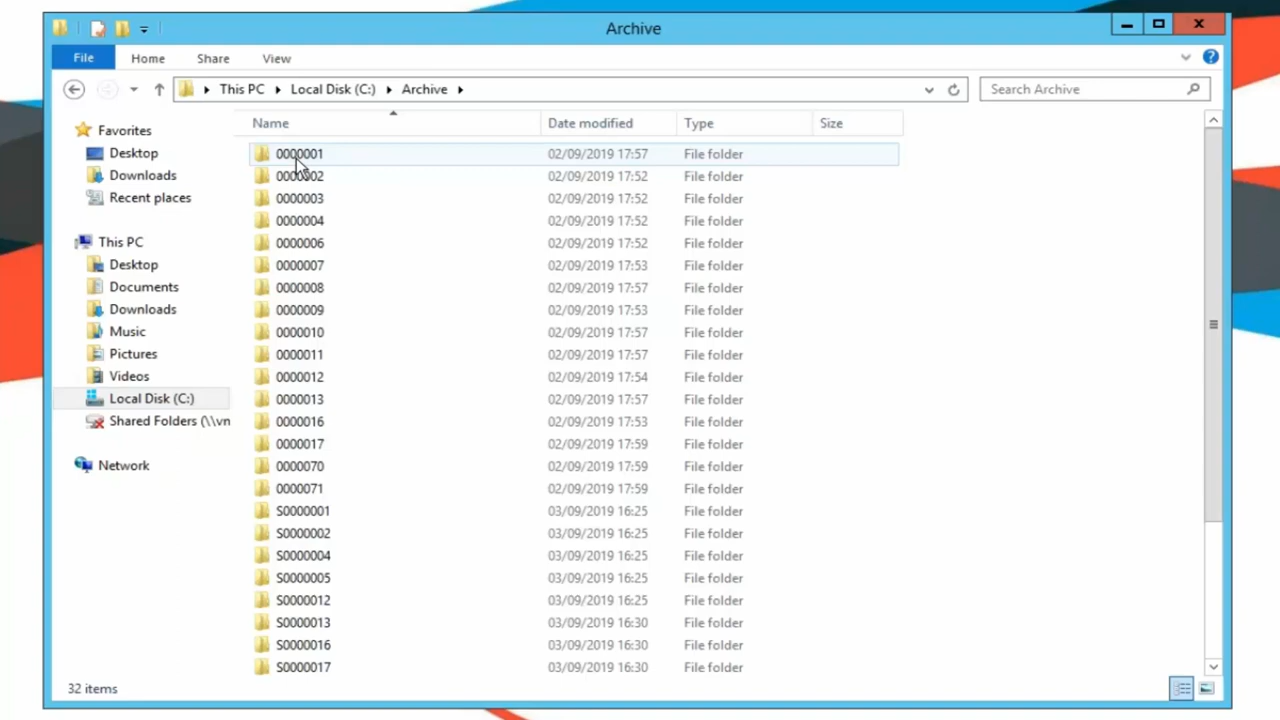 Archive
File Home Share View
This PC Local Disk (C:) Archive Search Archive
Name Date modified Type Size
Favorites
Desktop
Downloads
Recent places
This PC
Desktop
Documents
Downloads
Music
Pictures
Videos
Local Disk (C:)
Shared Folders (\\vn
Network
0000001 02/09/2019 17:57 File folder
0000002 02/09/2019 17:52 File folder
0000003 02/09/2019 17:52 File folder
0000004 02/09/2019 17:52 File folder
0000006 02/09/2019 17:52 File folder
0000007 02/09/2019 17:53 File folder
0000008 02/09/2019 17:57 File folder
0000009 02/09/2019 17:53 File folder
0000010 02/09/2019 17:57 File folder
0000011 02/09/2019 17:57 File folder
0000012 02/09/2019 17:54 File folder
0000013 02/09/2019 17:57 File folder
0000016 02/09/2019 17:53 File folder
0000017 02/09/2019 17:59 File folder
0000070 02/09/2019 17:59 File folder
0000071 02/09/2019 17:59 File folder
S0000001 03/09/2019 16:25 File folder
S0000002 03/09/2019 16:25 File folder
S0000004 03/09/2019 16:25 File folder
S0000005 03/09/2019 16:25 File folder
S0000012 03/09/2019 16:25 File folder
S0000013 03/09/2019 16:30 File folder
S0000016 03/09/2019 16:30 File folder
S0000017 03/09/2019 16:30 File folder
32 items